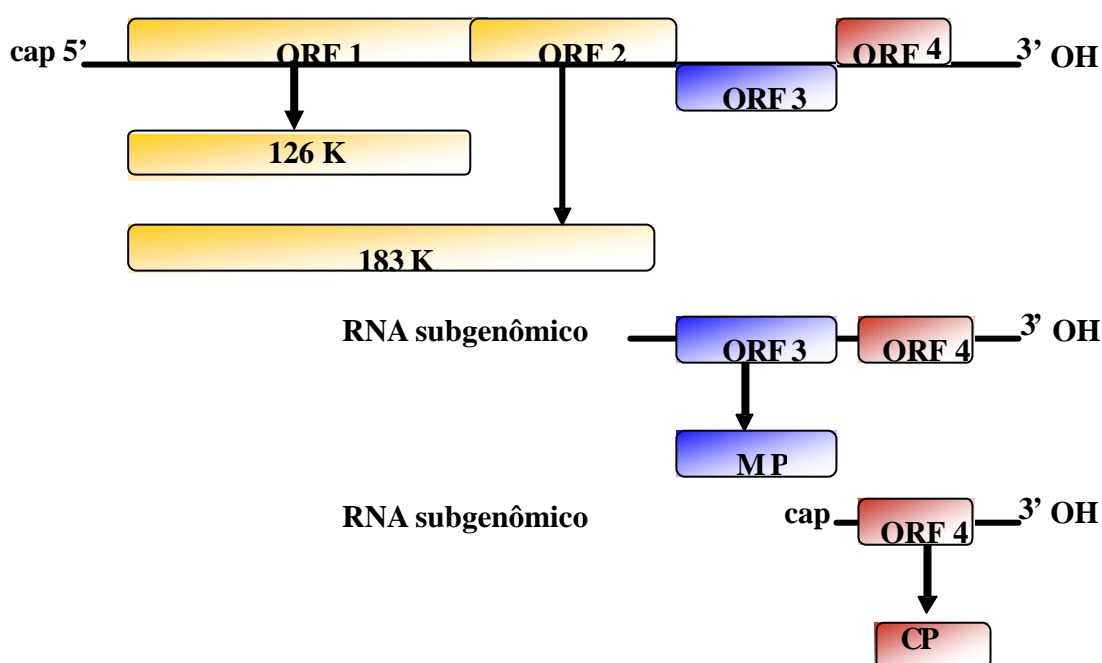 cap 5’ ORF 1 ORF 2 ORF 4 3’ OH
ORF 3
126 K
183 K
RNA subgenômico ORF 3 ORF 4 3’ OH
MP
RNA subgenômico cap ORF 4 3’ OH
CP